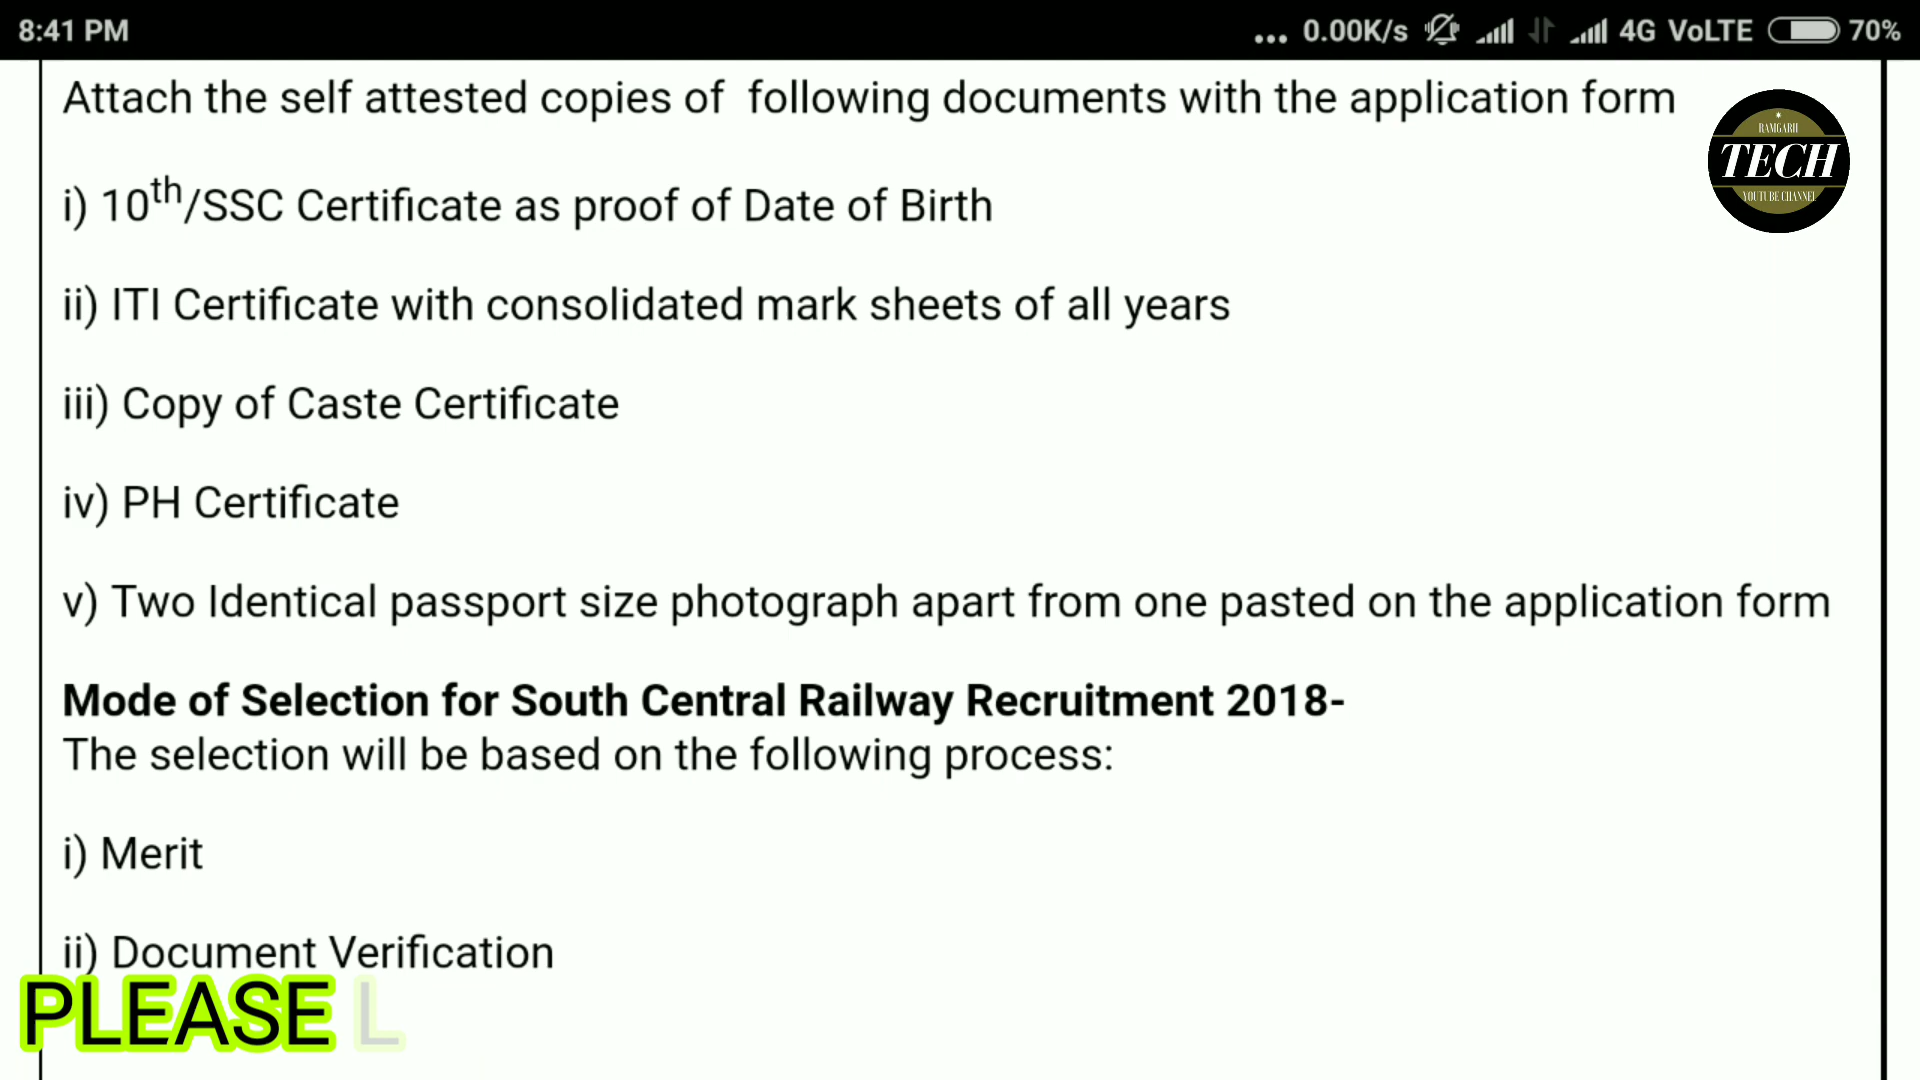 8:41 PM
... 0.00K/s 4G VoLTE 70%
Attach the self attested copies of following documents with the application form
RAMGARH
TECH
YOUTUBE CHANNEL
i) 10th/SSC Certificate as proof of Date of Birth
ii) ITI Certificate with consolidated mark sheets of all years
iii) Copy of Caste Certificate
iv) PH Certificate
v) Two Identical passport size photograph apart from one pasted on the application form
Mode of Selection for South Central Railway Recruitment 2018-
The selection will be based on the following process:
i) Merit
ii) Document Verification
PLEASE L